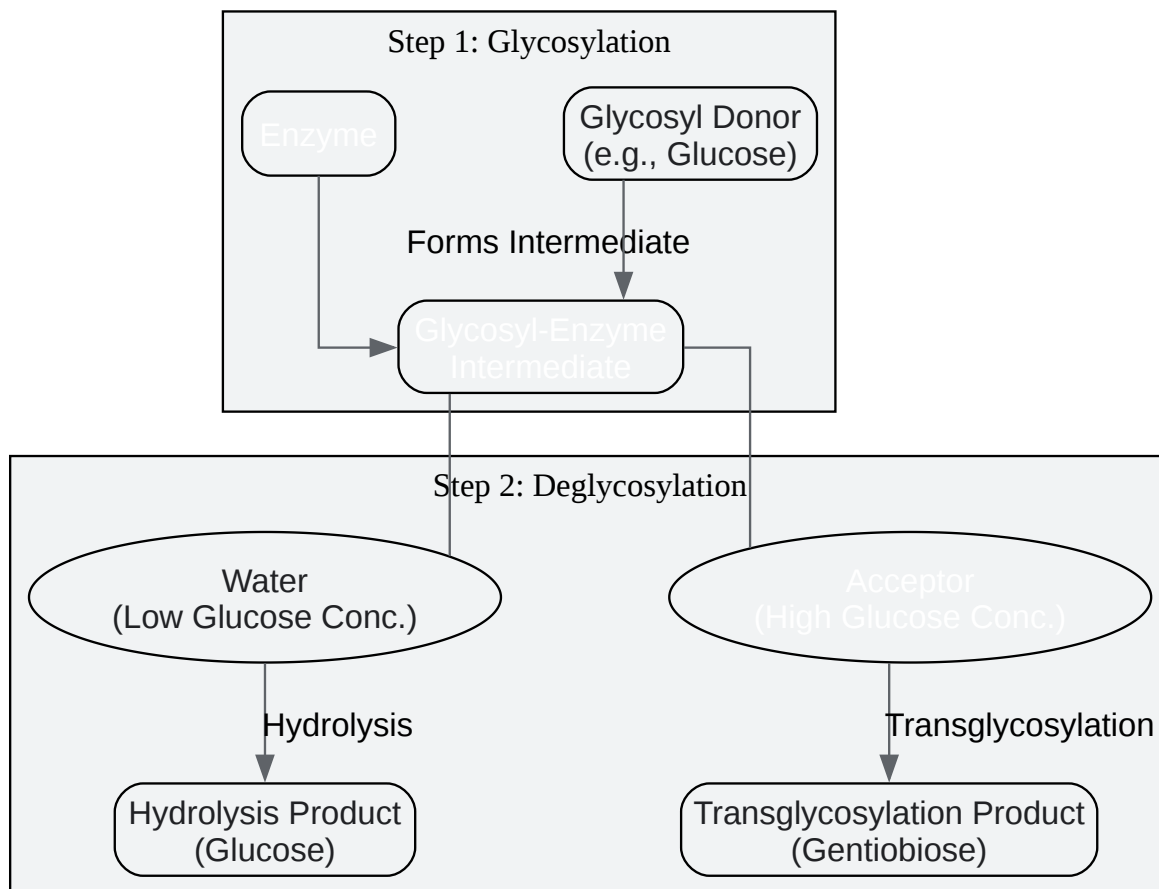 Step 1: Glycosylation
Enzyme
Glycosyl Donor
(e.g., Glucose)
Forms Intermediate
Glycosyl-Enzyme
Intermediate
Step 2: Deglycosylation
Water
(Low Glucose Conc.)
Acceptor
(High Glucose Conc.)
Hydrolysis
Transglycosylation
Hydrolysis Product
(Glucose)
Transglycosylation Product
(Gentiobiose)